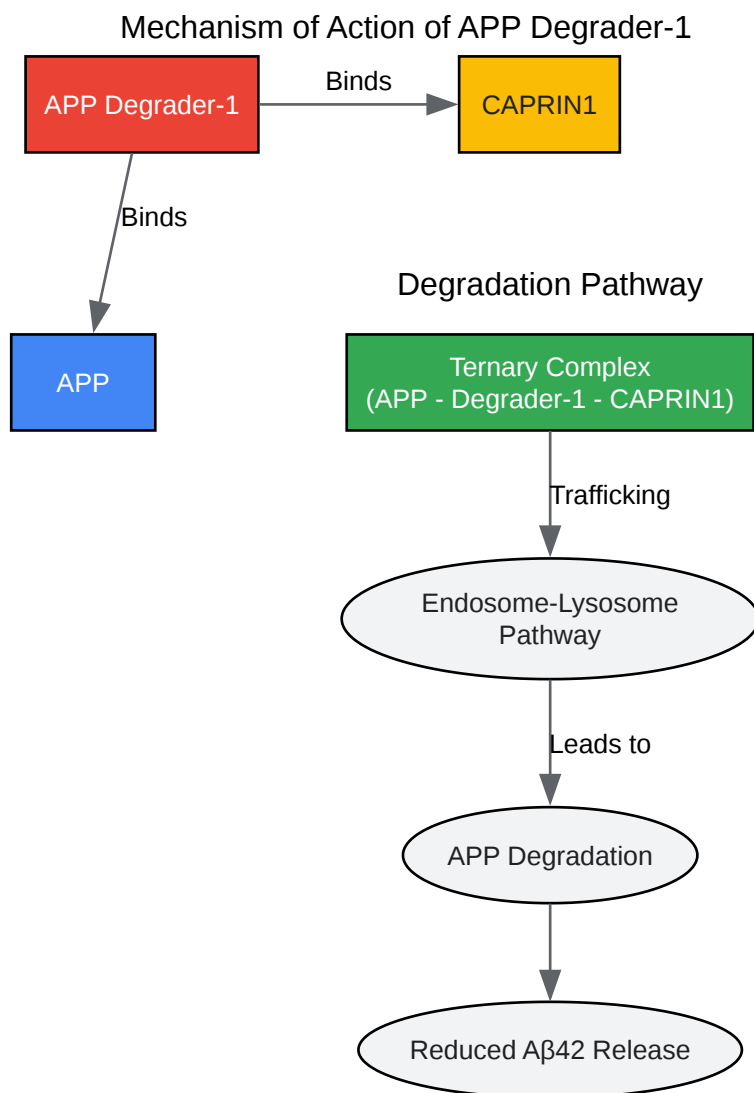 Mechanism of Action of APP Degrader-1
APP Degrader-1
Binds
CAPRIN1
Binds
APP
Degradation Pathway
Ternary Complex
(APP - Degrader-1 - CAPRIN1)
Trafficking
Endosome-Lysosome
Pathway
Leads to
APP Degradation
Reduced Aβ42 Release